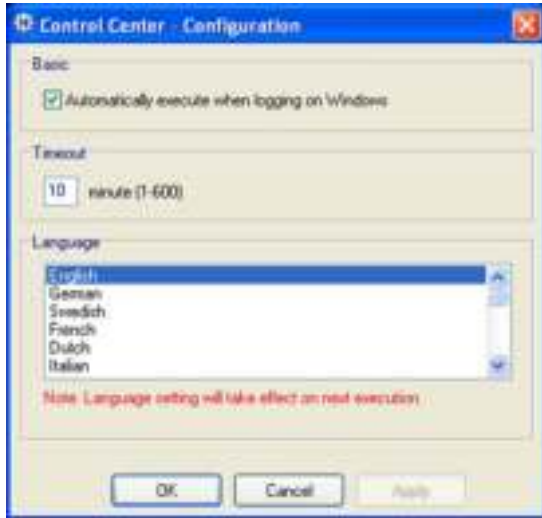 Control Center - Configuration
Basic
Automatically execute when logging on Windows
Timeout
10 minute (1-600)
Language
English
German
Swedish
French
Dutch
Italian
Note: Language setting will take effect on next execution
OK
Cancel
Apply